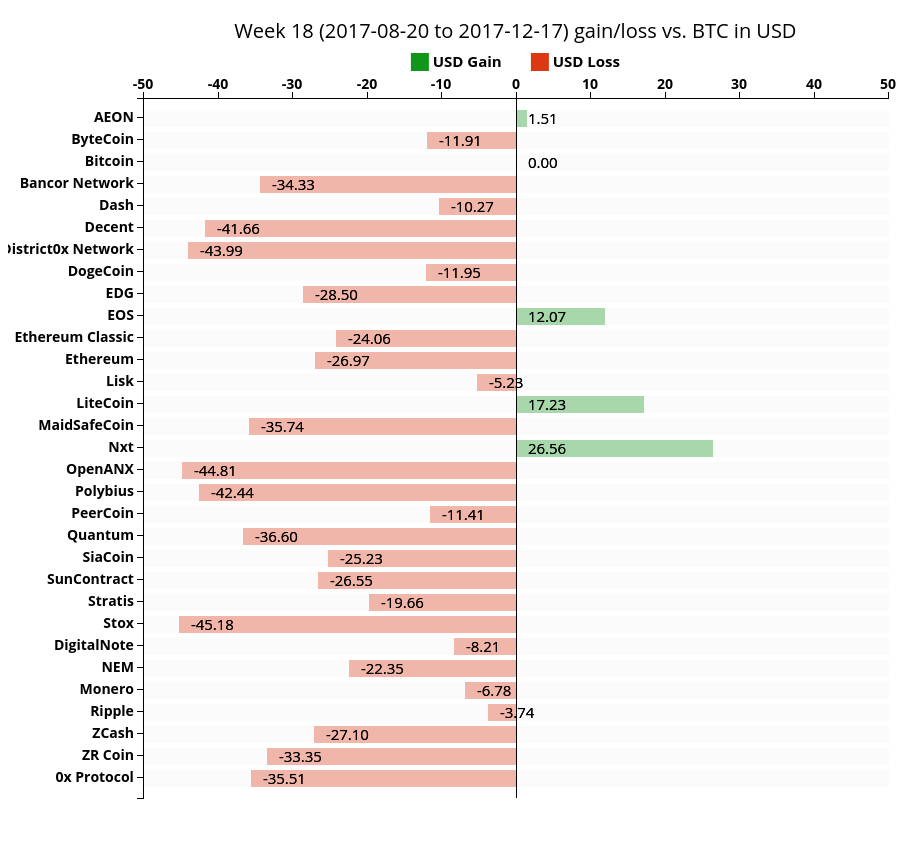 Week 18 (2017-08-20 to 2017-12-17) gain/loss vs. BTC in USD
USD Gain USD Loss
-50 -40 -30 -20 -10 0 10 20 30 40 50
AEON 1.51
ByteCoin -11.91
Bitcoin 0.00
Bancor Network -34.33
Dash -10.27
Decent -41.66
istrict0x Network -43.99
DogeCoin -11.95
EDG -28.50
EOS 12.07
Ethereum Classic -24.06
Ethereum -26.97
Lisk -5.23
LiteCoin 17.23
MaidSafeCoin -35.74
Nxt 26.56
OpenANX -44.81
Polybius -42.44
PeerCoin -11.41
Quantum -36.60
SiaCoin -25.23
SunContract -26.55
Stratis -19.66
Stox -45.18
DigitalNote -8.21
NEM -22.35
Monero -6.78
Ripple -3.74
ZCash -27.10
ZR Coin -33.35
0x Protocol -35.51